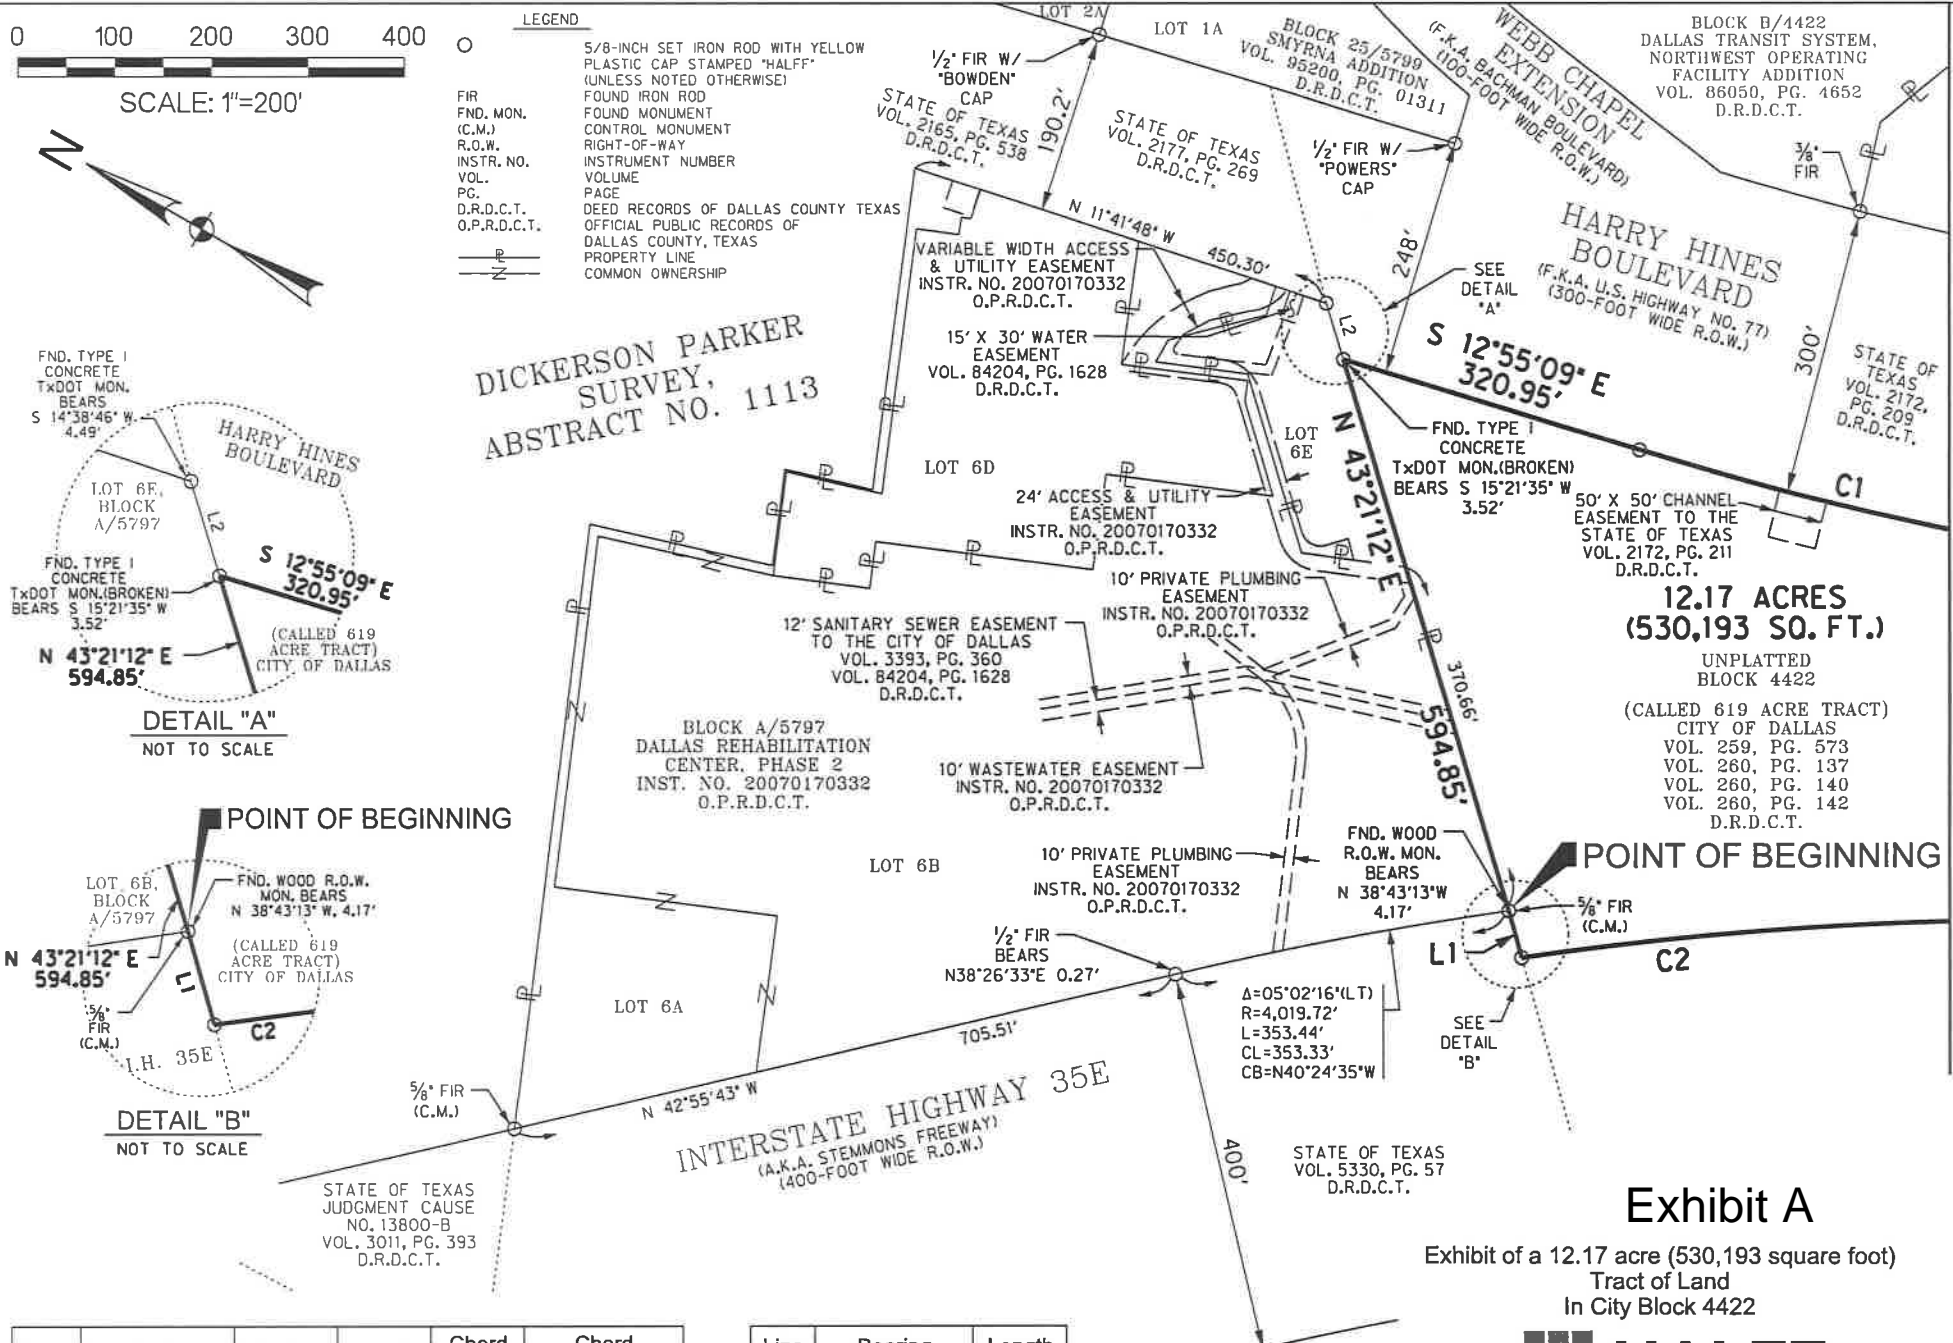 0 100 200 300 400
SCALE: 1"=200'
N
LEGEND
5/8-INCH SET IRON ROD WITH YELLOW
PLASTIC CAP STAMPED "HALFF"
(UNLESS NOTED OTHERWISE)
FIR FOUND IRON ROD
FND. MON. FOUND MONUMENT
(C.M.) CONTROL MONUMENT
R.O.W. RIGHT-OF-WAY
INSTR. NO. INSTRUMENT NUMBER
VOL. VOLUME
PG. PAGE
D.R.D.C.T. DEED RECORDS OF DALLAS COUNTY TEXAS
O.P.R.D.C.T. OFFICIAL PUBLIC RECORDS OF
DALLAS COUNTY, TEXAS
PL PROPERTY LINE
Z COMMON OWNERSHIP
LOT 2A
LOT 1A
BLOCK 25/5799
SMYRNA ADDITION
VOL. 95200, PG. 01311
D.R.D.C.T.
WEBB CHAPEL
EXTENSION
(F.K.A. BACHMAN BOULEVARD)
(100-FOOT WIDE R.O.W.)
BLOCK B/4422
DALLAS TRANSIT SYSTEM,
NORTHWEST OPERATING
FACILITY ADDITION
VOL. 86050, PG. 4652
D.R.D.C.T.
1/2" FIR W/
"BOWDEN"
CAP
STATE OF TEXAS
VOL. 2165, PG. 538
D.R.D.C.T.
190.2'
STATE OF TEXAS
VOL. 2177, PG. 269
D.R.D.C.T.
1/2" FIR W/
"POWERS"
CAP
3/8"
FIR
HARRY HINES
BOULEVARD
(F.K.A. U.S. HIGHWAY NO. 77)
(300-FOOT WIDE R.O.W.)
248'
300'
STATE OF
TEXAS
VOL. 2172,
PG. 209
D.R.D.C.T.
N 11°41'48" W
450.30'
VARIABLE WIDTH ACCESS
& UTILITY EASEMENT
INSTR. NO. 20070170332
O.P.R.D.C.T.
SEE
DETAIL
"A"
L2
15' X 30' WATER
EASEMENT
VOL. 84204, PG. 1628
D.R.D.C.T.
S 12°55'09" E
320.95'
DICKERSON PARKER
SURVEY,
ABSTRACT NO. 1113
FND. TYPE I
CONCRETE
TxDOT MON.
BEARS
S 14°38'46" W
4.49'
HARRY HINES
BOULEVARD
LOT 6E,
BLOCK
A/5797
L2
FND. TYPE I
CONCRETE
TxDOT MON.(BROKEN)
BEARS S 15°21'35" W
3.52'
S 12°55'09" E
320.95'
(CALLED 619
ACRE TRACT)
CITY OF DALLAS
N 43°21'12" E
594.85'
DETAIL "A"
NOT TO SCALE
LOT
6E
LOT 6D
N 43°21'12" E
FND. TYPE I
CONCRETE
TxDOT MON.(BROKEN)
BEARS S 15°21'35" W
3.52'
C1
24' ACCESS & UTILITY
EASEMENT
INSTR. NO. 20070170332
O.P.R.D.C.T.
50' X 50' CHANNEL
EASEMENT TO THE
STATE OF TEXAS
VOL. 2172, PG. 211
D.R.D.C.T.
10' PRIVATE PLUMBING
EASEMENT
INSTR. NO. 20070170332
O.P.R.D.C.T.
12.17 ACRES
(530,193 SQ. FT.)
UNPLATTED
BLOCK 4422
(CALLED 619 ACRE TRACT)
CITY OF DALLAS
VOL. 259, PG. 573
VOL. 260, PG. 137
VOL. 260, PG. 140
VOL. 260, PG. 142
D.R.D.C.T.
12' SANITARY SEWER EASEMENT
TO THE CITY OF DALLAS
VOL. 3393, PG. 360
VOL. 84204, PG. 1628
D.R.D.C.T.
370.66'
594.85'
BLOCK A/5797
DALLAS REHABILITATION
CENTER, PHASE 2
INST. NO. 20070170332
O.P.R.D.C.T.
10' WASTEWATER EASEMENT
INSTR. NO. 20070170332
O.P.R.D.C.T.
POINT OF BEGINNING
LOT 6B,
BLOCK
A/5797
FND. WOOD R.O.W.
MON. BEARS
N 38°43'13" W, 4.17'
N 43°21'12" E
594.85'
(CALLED 619
ACRE TRACT)
CITY OF DALLAS
L1
5/8"
FIR
(C.M.)
C2
I.H. 35E
DETAIL "B"
NOT TO SCALE
LOT 6B
10' PRIVATE PLUMBING
EASEMENT
INSTR. NO. 20070170332
O.P.R.D.C.T.
FND. WOOD
R.O.W. MON.
BEARS
N 38°43'13"W
4.17'
POINT OF BEGINNING
5/8" FIR
(C.M.)
L1
C2
1/2" FIR
BEARS
N38°26'33"E 0.27'
Δ=05°02'16"(LT)
R=4,019.72'
L=353.44'
CL=353.33'
CB=N40°24'35"W
SEE
DETAIL
"B"
LOT 6A
705.51'
N 42°55'43" W
5/8" FIR
(C.M.)
INTERSTATE HIGHWAY 35E
(A.K.A. STEMMONS FREEWAY)
(400-FOOT WIDE R.O.W.)
400'
STATE OF TEXAS
VOL. 5330, PG. 57
D.R.D.C.T.
STATE OF TEXAS
JUDGMENT CAUSE
NO. 13800-B
VOL. 3011, PG. 393
D.R.D.C.T.
Exhibit A
Exhibit of a 12.17 acre (530,193 square foot)
Tract of Land
In City Block 4422
Chord Chord
Line Bearing Length